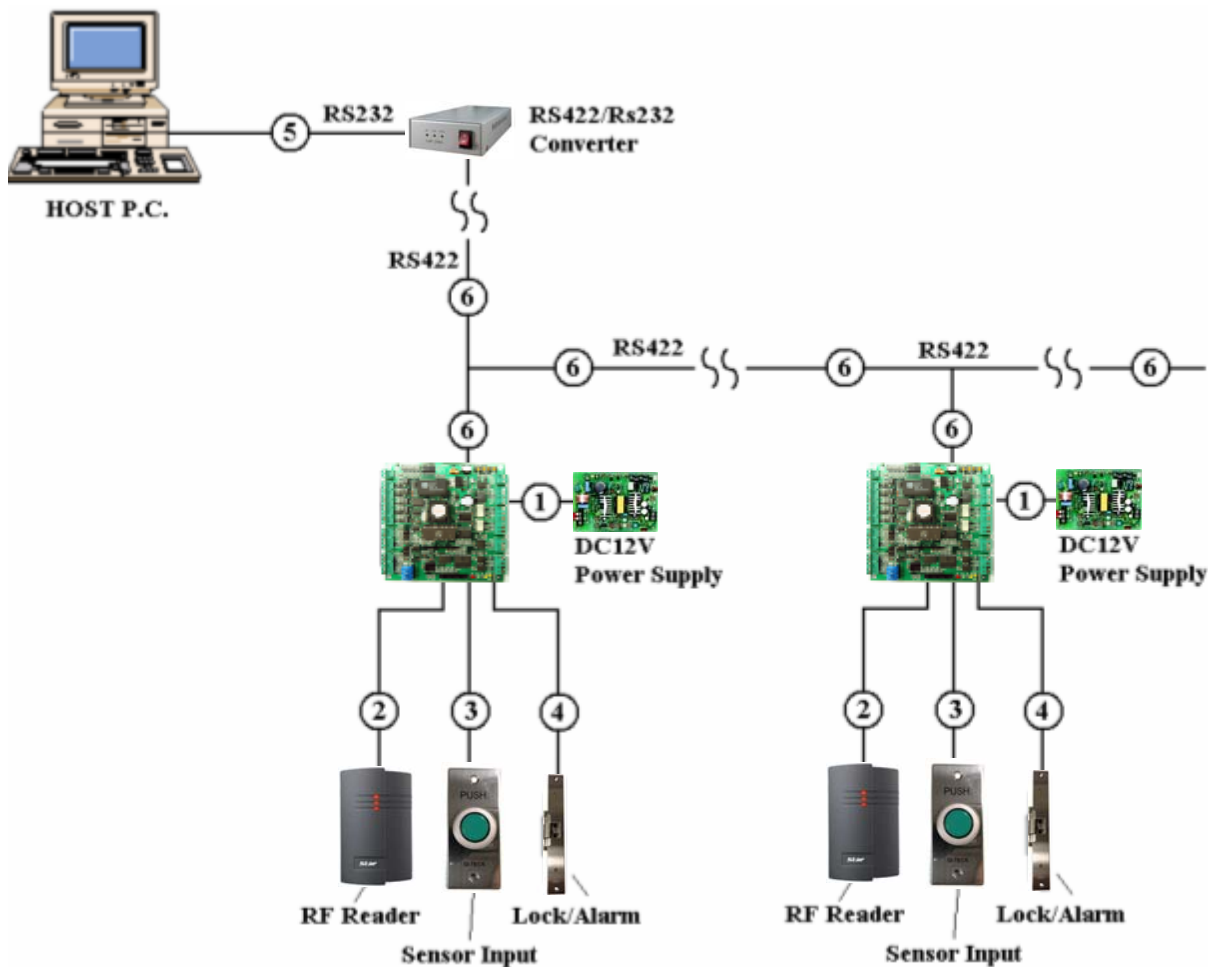 RS232
RS422/Rs232
Converter
5
HOST P.C.
RS422
6
RS422
RS422
6
6
6
6
6
1
1
DC12V
Power Supply
DC12V
Power Supply
2
3
4
2
3
4
PUSH
PUSH
RF Reader
Lock/Alarm
RF Reader
Lock/Alarm
Sensor Input
Sensor Input